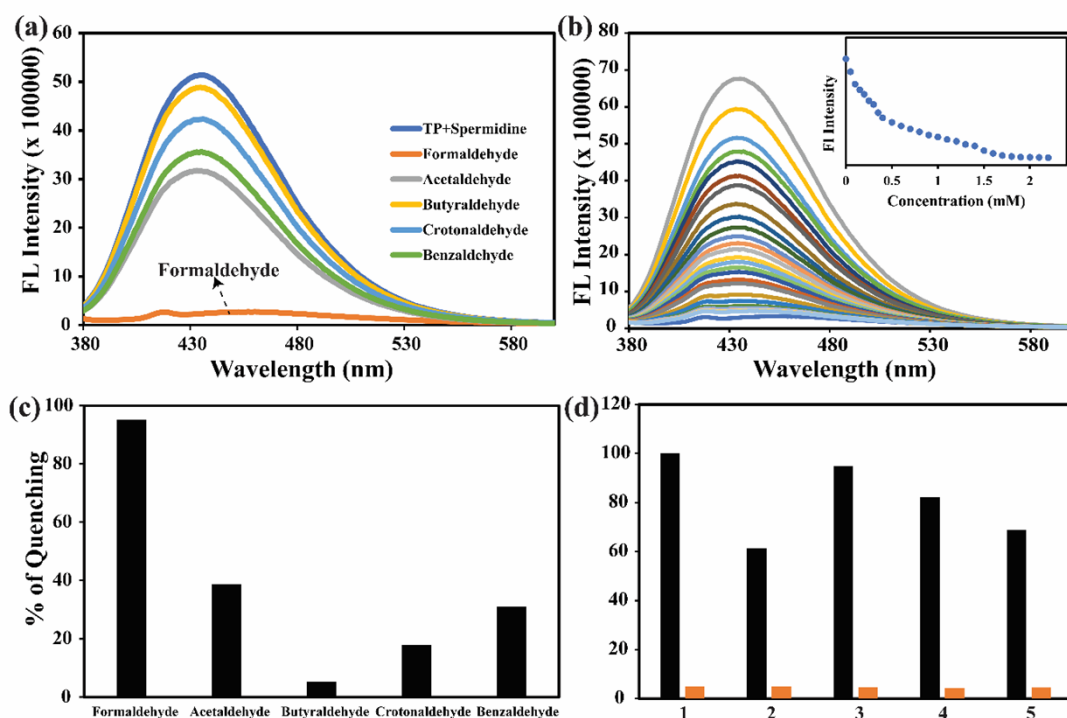 (a)
FL Intensity (x 100000)
60
50
40
30
20
10
0
380
430
480
530
580
Wavelength (nm)
TP+Spermidine
Formaldehyde
Acetaldehyde
Butyraldehyde
Crotonaldehyde
Benzaldehyde
Formaldehyde
(b)
FL Intensity (x 100000)
80
70
60
50
40
30
20
10
0
380
430
480
530
580
Wavelength (nm)
Fl Intensity
0
0.5
1
1.5
2
Concentration (mM)
(c)
% of Quenching
100
80
60
40
20
0
Formaldehyde
Acetaldehyde
Butyraldehyde
Crotonaldehyde
Benzaldehyde
(d)
120
100
80
60
40
20
0
1
2
3
4
5